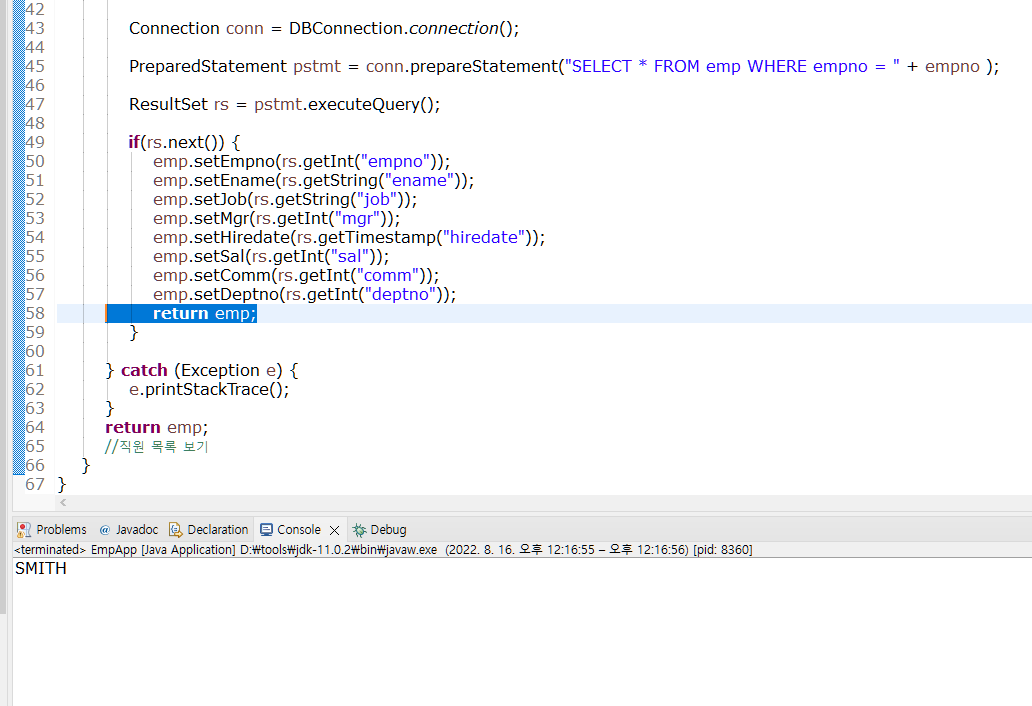 42
43 Connection conn = DBConnection.connection();
44
45 PreparedStatement pstmt = conn.prepareStatement("SELECT * FROM emp WHERE empno = " + empno );
46
47 ResultSet rs = pstmt.executeQuery();
48
49 if(rs.next()) {
50 emp.setEmpno(rs.getInt("empno"));
51 emp.setEname(rs.getString("ename"));
52 emp.setJob(rs.getString("job"));
53 emp.setMgr(rs.getInt("mgr"));
54 emp.setHiredate(rs.getTimestamp("hiredate"));
55 emp.setSal(rs.getInt("sal"));
56 emp.setComm(rs.getInt("comm"));
57 emp.setDeptno(rs.getInt("deptno"));
58 return emp;
59 }
60
61 } catch (Exception e) {
62 e.printStackTrace();
63 }
64 return emp;
65 //직원 목록 보기
66 }
67 }
Problems @ Javadoc Declaration Console Debug
<terminated> EmpApp [Java Application] D:₩tools₩jdk-11.0.2₩bin₩javaw.exe (2022. 8. 16. 오후 12:16:55 – 오후 12:16:56) [pid: 8360]
SMITH